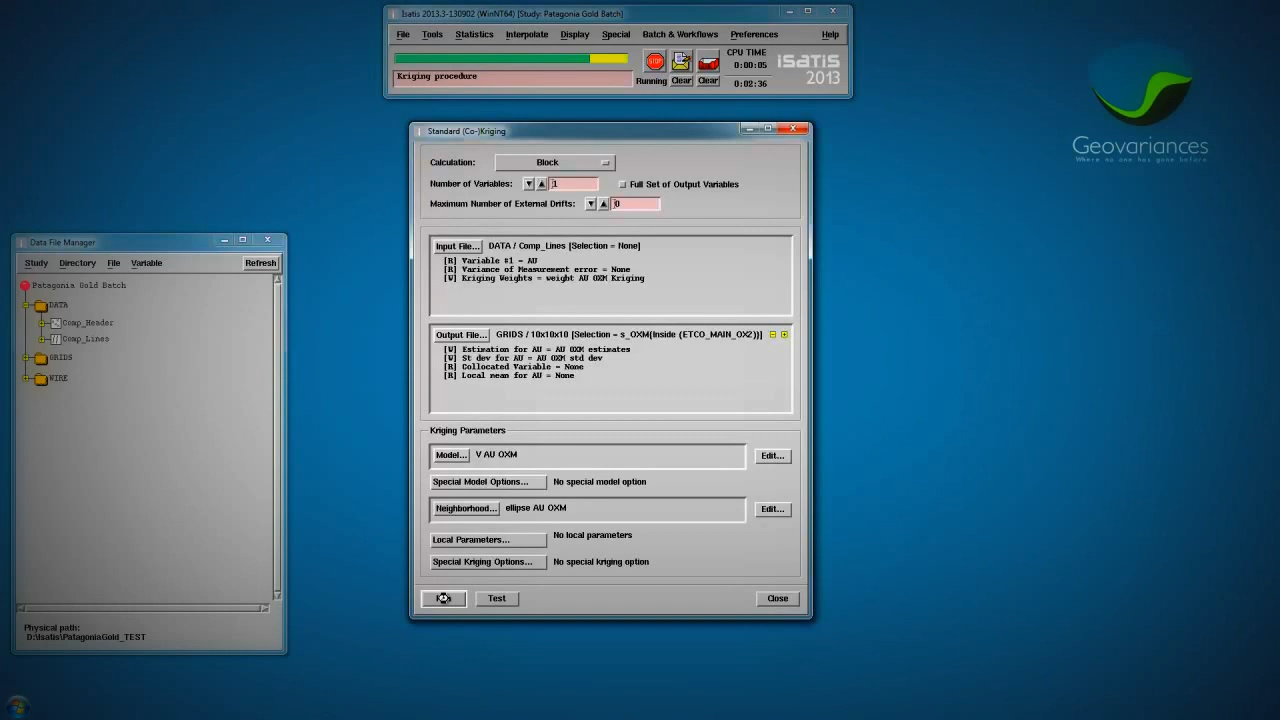 Isatis 2013.3-130902 (WinNT64) [Study: Patagonia Gold Batch]
File Tools Statistics Interpolate Display Special Batch & Workflows Preferences Help
Kriging procedure
STOP
Running Clear Clear
CPU TIME
0:00:05
0:02:36
isatis
2013
Geovariances
Where no one has gone before
Standard (Co-)Kriging
Calculation: Block
Number of Variables: 1 Full Set of Output Variables
Maximum Number of External Drifts: 0
Input File... DATA / Comp_Lines [Selection = None]
[R] Variable #1 = AU
[R] Variance of Measurement error = None
[W] Kriging Weights = weight AU OXM Kriging
Output File... GRIDS / 10x10x10 [Selection = s_OXM(Inside (ETCO_MAIN_OX2))]
[W] Estimation for AU = AU OXM estimates
[W] St dev for AU = AU OXM std dev
[R] Collocated Variable = None
[R] Local mean for AU = None
Kriging Parameters
Model... V AU OXM Edit...
Special Model Options... No special model option
Neighborhood... ellipse AU OXM Edit...
Local Parameters... No local parameters
Special Kriging Options... No special kriging option
Test Close
Data File Manager
Study Directory File Variable Refresh
Patagonia Gold Batch
DATA
Comp_Header
Comp_Lines
GRIDS
WIRE
Physical path:
D:\Isatis\PatagoniaGold_TEST